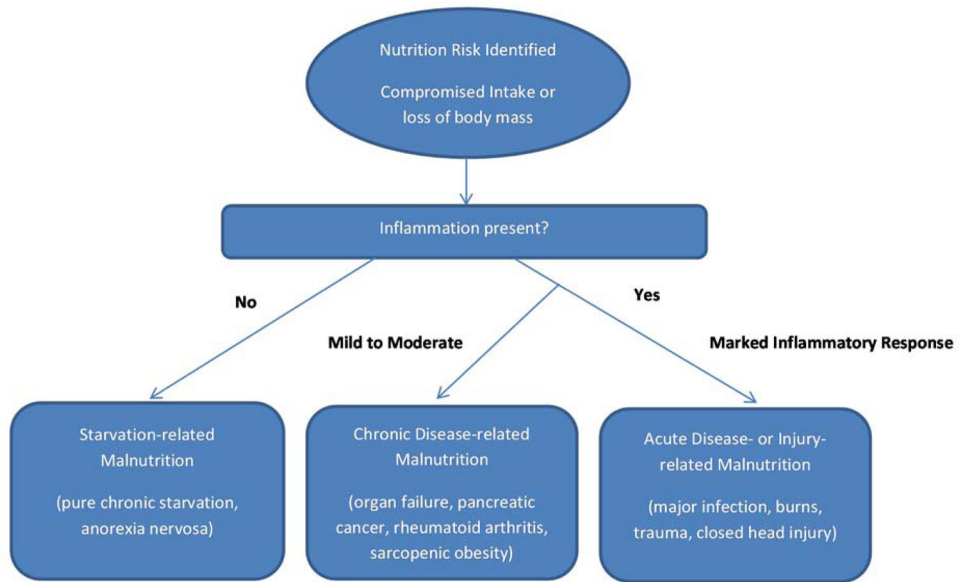 Nutrition Risk Identified
Compromised Intake or
loss of body mass
Inflammation present?
No
Yes
Mild to Moderate
Marked Inflammatory Response
Starvation-related
Malnutrition
(pure chronic starvation,
anorexia nervosa)
Chronic Disease-related
Malnutrition
(organ failure, pancreatic
cancer, rheumatoid arthritis,
sarcopenic obesity)
Acute Disease- or Injury-
related Malnutrition
(major infection, burns,
trauma, closed head injury)